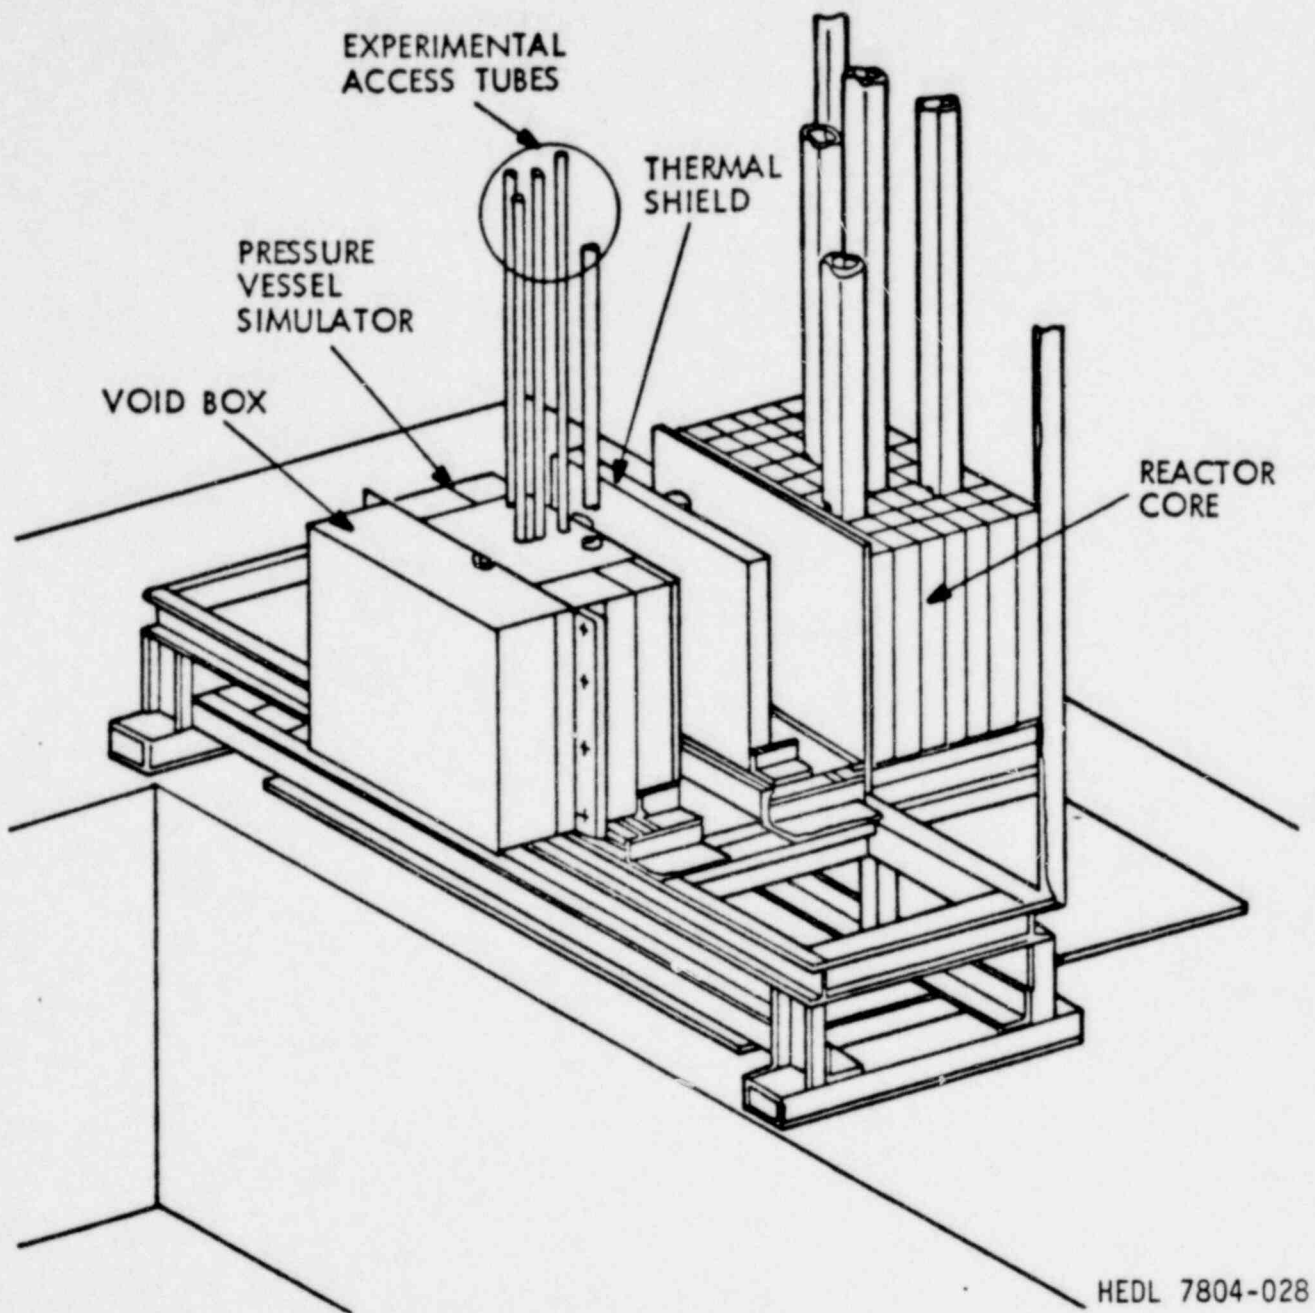 EXPERIMENTAL
ACCESS TUBES
THERMAL
SHIELD
PRESSURE
VESSEL
SIMULATOR
VOID BOX
REACTOR
CORE
HEDL 7804-028